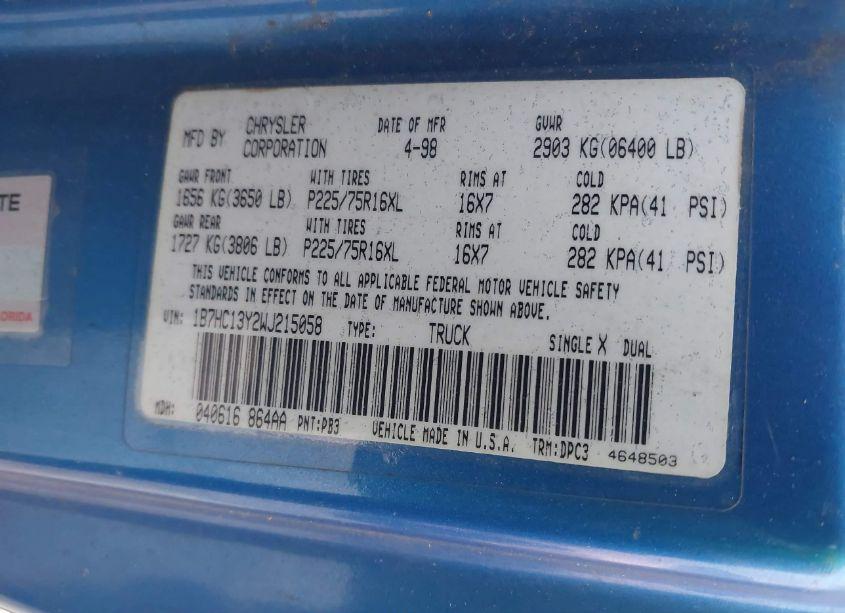 MFD BY CHRYSLER CORPORATION DATE OF MFR 4-98 GVWR 2903 KG(06400 LB)
GAWR FRONT WITH TIRES RIMS AT COLD
1656 KG(3650 LB) P225/75R16XL 16X7 282 KPA(41 PSI)
GAWR REAR WITH TIRES RIMS AT COLD
1727 KG(3806 LB) P225/75R16XL 16X7 282 KPA(41 PSI)
THIS VEHICLE CONFORMS TO ALL APPLICABLE FEDERAL MOTOR VEHICLE SAFETY
STANDARDS IN EFFECT ON THE DATE OF MANUFACTURE SHOWN ABOVE.
VIN: 1B7HC13Y2WJ215058 TYPE: TRUCK SINGLE X DUAL
MDH: 040616 864AA PNT:PB3 VEHICLE MADE IN U.S.A. TRM:DPC3 4648503